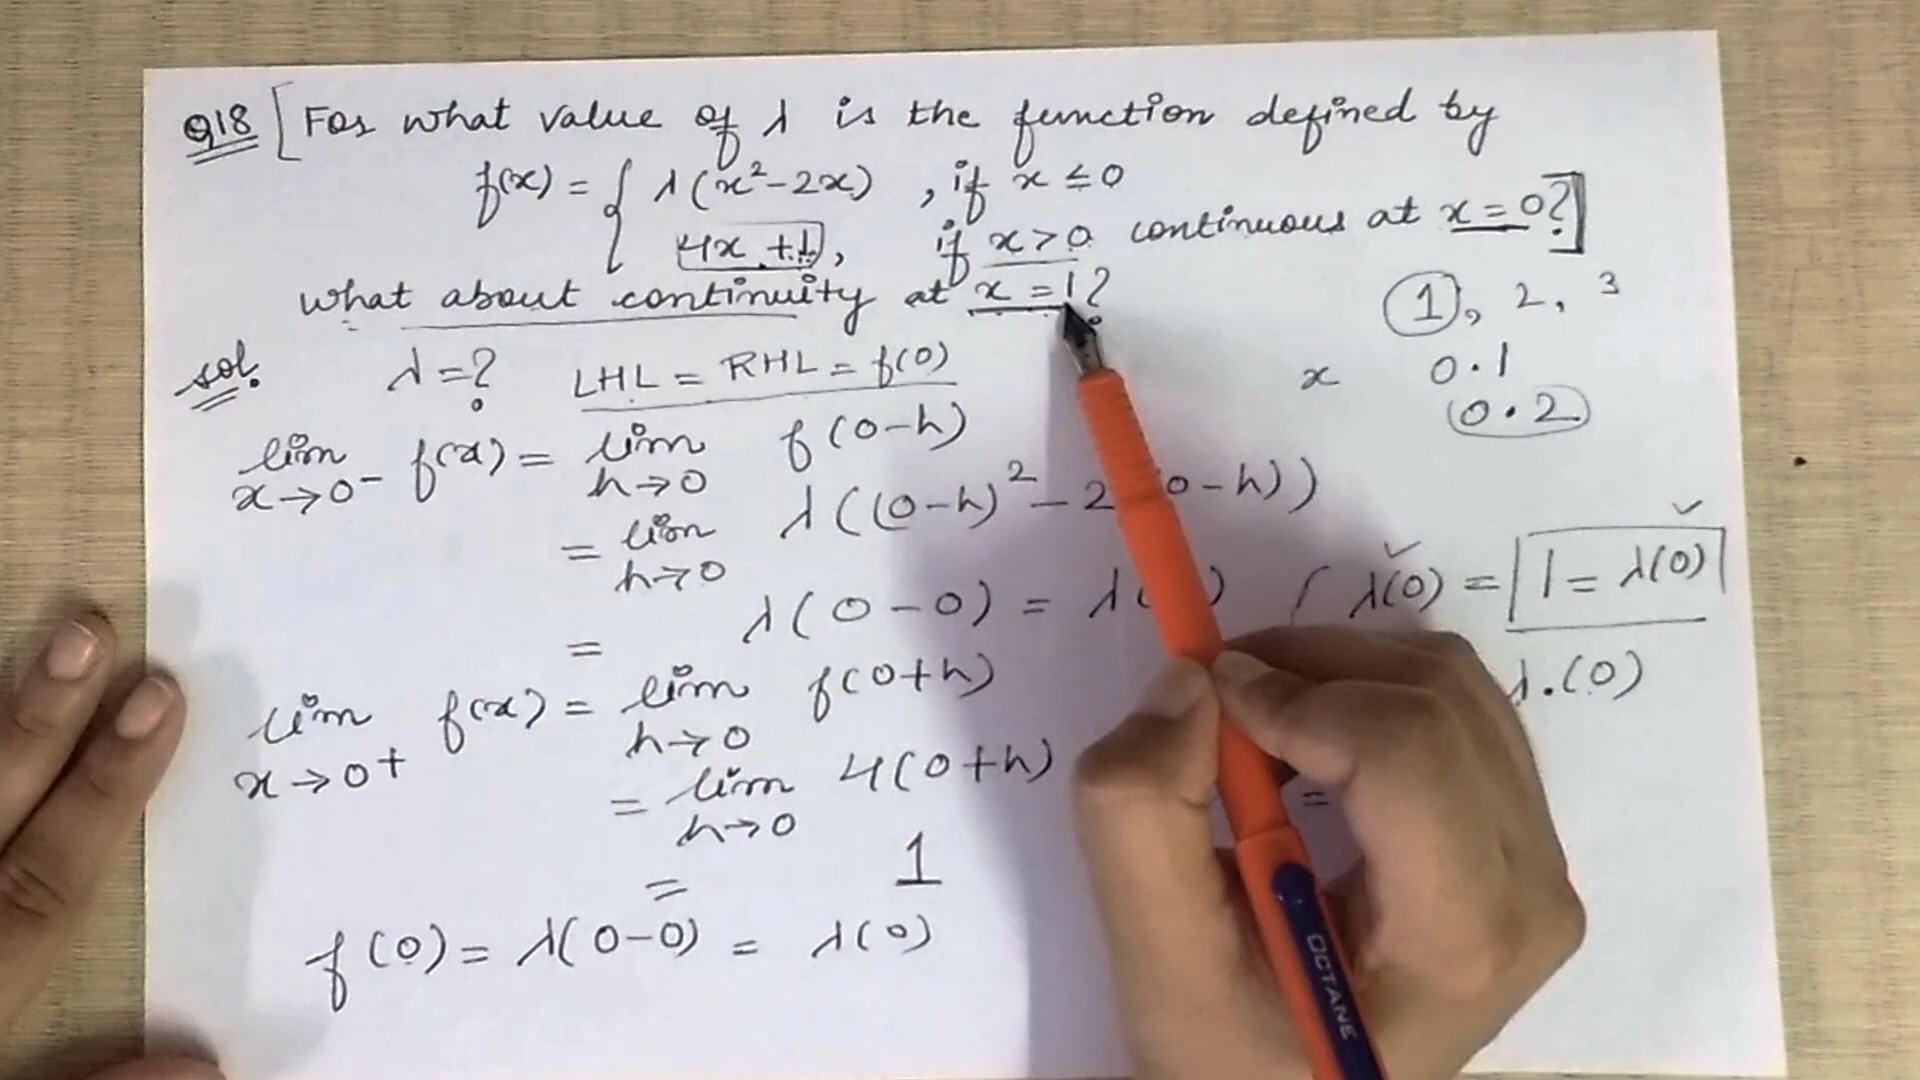 Q18 [For what value of λ is the function defined by
f(x) = { λ(x²-2x) , if x ≤ 0
4x +1 , if x > 0 continuous at x = 0?]
what about continuity at x = 1?
1, 2, 3
sol. λ = ? LHL = RHL = f(0)
x 0.1
0.2
lim x→0⁻ f(x) = lim h→0 f(0-h)
= lim h→0 λ((0-h)² - 2 0-h))
= λ(0-0) = λ ) ( λ(0) = 1 = λ(0)
λ.(0)
lim x→0+ f(x) = lim h→0 f(0+h)
= lim h→0 4(0+h) =
= 1
f(0) = λ(0-0) = λ(0)
OCTANE